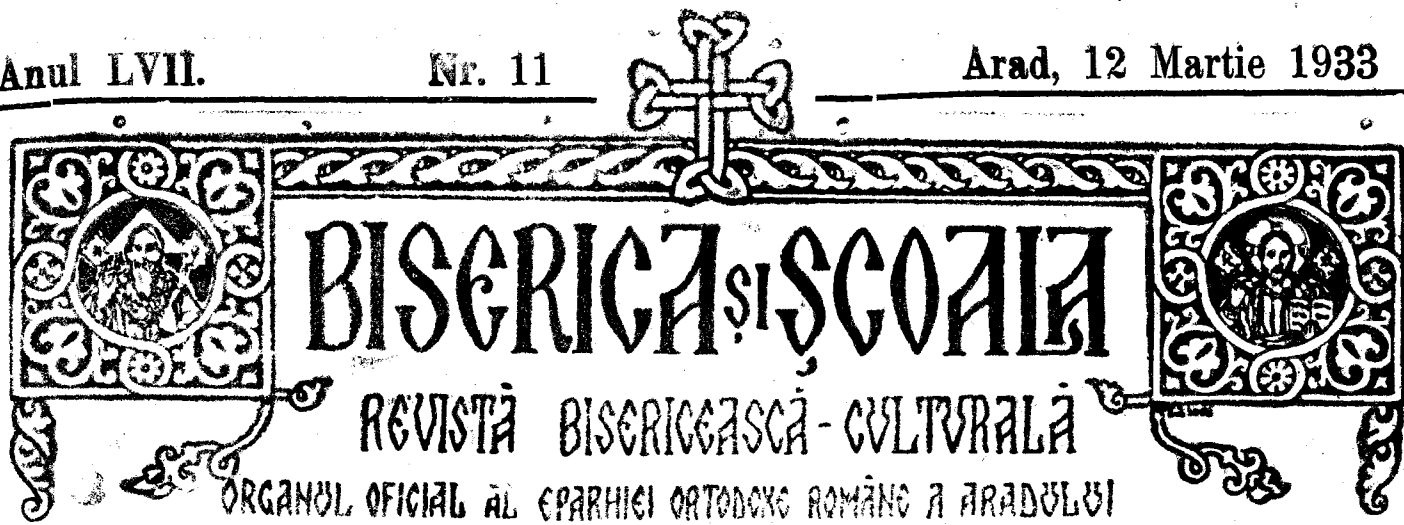 Anul LVII. Nr. 11 Arad, 12 Martie 1933
BISERICA ȘI ȘCOALA
REVISTĂ BISERICEASCĂ - CULTURALĂ
ORGANUL OFICIAL AL EPARHIEI ORTODOXE ROMÂNE A ARADULUI